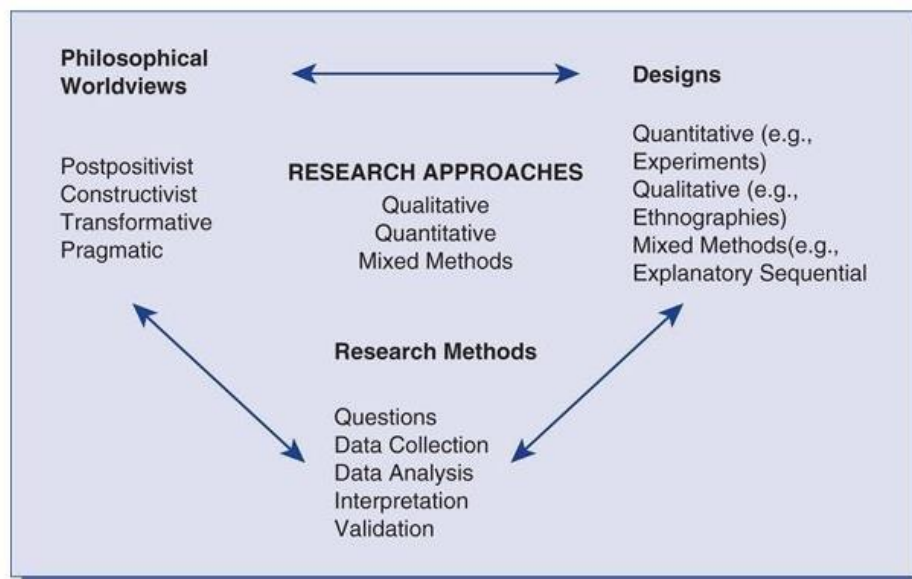 Philosophical
Worldviews
Postpositivist
Constructivist
Transformative
Pragmatic
RESEARCH APPROACHES
Qualitative
Quantitative
Mixed Methods
Designs
Quantitative (e.g.,
Experiments)
Qualitative (e.g.,
Ethnographies)
Mixed Methods(e.g.,
Explanatory Sequential
Research Methods
Questions
Data Collection
Data Analysis
Interpretation
Validation